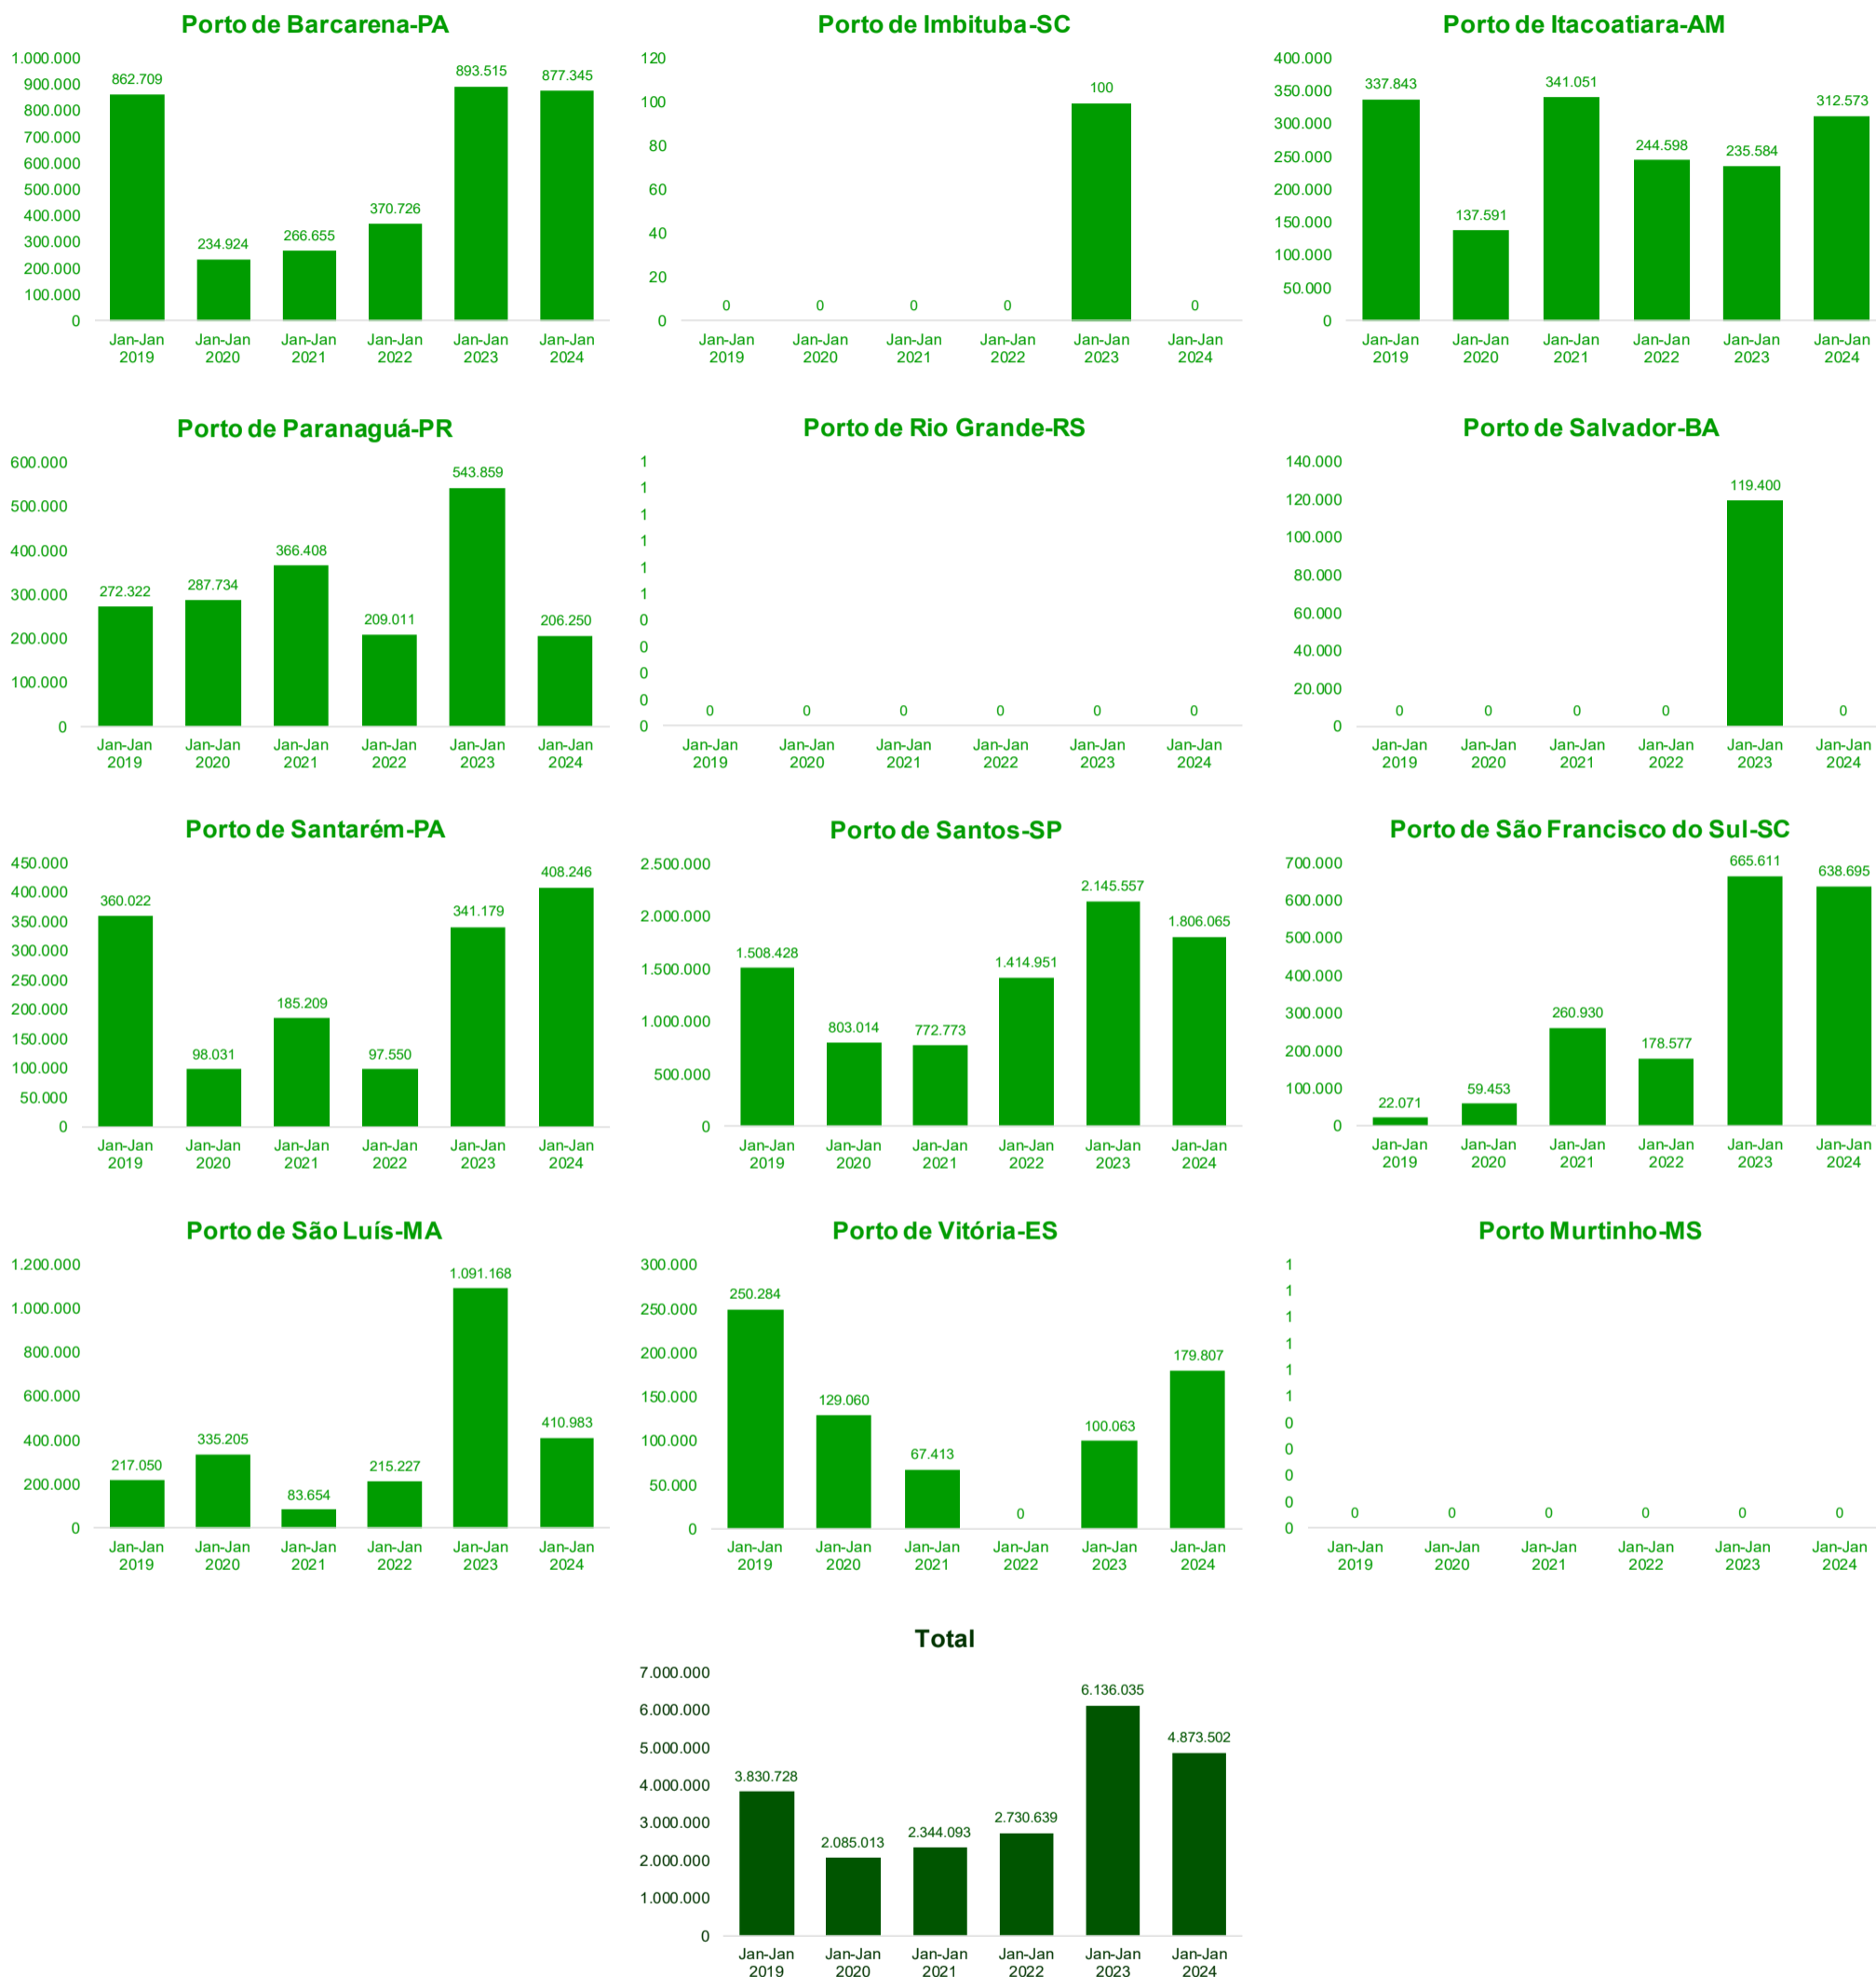 Porto de Barcarena-PA
1.000.000
900.000
800.000
700.000
600.000
500.000
400.000
300.000
200.000
100.000
0
862.709
234.924
266.655
370.726
893.515
877.345
Jan-Jan 2019
Jan-Jan 2020
Jan-Jan 2021
Jan-Jan 2022
Jan-Jan 2023
Jan-Jan 2024
Porto de Imbituba-SC
120
100
80
60
40
20
0
0
0
0
0
100
0
Jan-Jan 2019
Jan-Jan 2020
Jan-Jan 2021
Jan-Jan 2022
Jan-Jan 2023
Jan-Jan 2024
Porto de Itacoatiara-AM
400.000
350.000
300.000
250.000
200.000
150.000
100.000
50.000
0
337.843
137.591
341.051
244.598
235.584
312.573
Jan-Jan 2019
Jan-Jan 2020
Jan-Jan 2021
Jan-Jan 2022
Jan-Jan 2023
Jan-Jan 2024
Porto de Paranaguá-PR
600.000
500.000
400.000
300.000
200.000
100.000
0
272.322
287.734
366.408
209.011
543.859
206.250
Jan-Jan 2019
Jan-Jan 2020
Jan-Jan 2021
Jan-Jan 2022
Jan-Jan 2023
Jan-Jan 2024
Porto de Rio Grande-RS
1
1
1
1
1
1
0
0
0
0
0
0
0
0
0
0
0
Jan-Jan 2019
Jan-Jan 2020
Jan-Jan 2021
Jan-Jan 2022
Jan-Jan 2023
Jan-Jan 2024
Porto de Salvador-BA
140.000
120.000
100.000
80.000
60.000
40.000
20.000
0
0
0
0
0
119.400
0
Jan-Jan 2019
Jan-Jan 2020
Jan-Jan 2021
Jan-Jan 2022
Jan-Jan 2023
Jan-Jan 2024
Porto de Santarém-PA
450.000
400.000
350.000
300.000
250.000
200.000
150.000
100.000
50.000
0
360.022
98.031
185.209
97.550
341.179
408.246
Jan-Jan 2019
Jan-Jan 2020
Jan-Jan 2021
Jan-Jan 2022
Jan-Jan 2023
Jan-Jan 2024
Porto de Santos-SP
2.500.000
2.000.000
1.500.000
1.000.000
500.000
0
1.508.428
803.014
772.773
1.414.951
2.145.557
1.806.065
Jan-Jan 2019
Jan-Jan 2020
Jan-Jan 2021
Jan-Jan 2022
Jan-Jan 2023
Jan-Jan 2024
Porto de São Francisco do Sul-SC
700.000
600.000
500.000
400.000
300.000
200.000
100.000
0
22.071
59.453
260.930
178.577
665.611
638.695
Jan-Jan 2019
Jan-Jan 2020
Jan-Jan 2021
Jan-Jan 2022
Jan-Jan 2023
Jan-Jan 2024
Porto de São Luís-MA
1.200.000
1.000.000
800.000
600.000
400.000
200.000
0
217.050
335.205
83.654
215.227
1.091.168
410.983
Jan-Jan 2019
Jan-Jan 2020
Jan-Jan 2021
Jan-Jan 2022
Jan-Jan 2023
Jan-Jan 2024
Porto de Vitória-ES
300.000
250.000
200.000
150.000
100.000
50.000
0
250.284
129.060
67.413
0
100.063
179.807
Jan-Jan 2019
Jan-Jan 2020
Jan-Jan 2021
Jan-Jan 2022
Jan-Jan 2023
Jan-Jan 2024
Porto Murtinho-MS
1
1
1
1
1
1
0
0
0
0
0
0
0
0
0
0
0
Jan-Jan 2019
Jan-Jan 2020
Jan-Jan 2021
Jan-Jan 2022
Jan-Jan 2023
Jan-Jan 2024
Total
7.000.000
6.000.000
5.000.000
4.000.000
3.000.000
2.000.000
1.000.000
0
3.830.728
2.085.013
2.344.093
2.730.639
6.136.035
4.873.502
Jan-Jan 2019
Jan-Jan 2020
Jan-Jan 2021
Jan-Jan 2022
Jan-Jan 2023
Jan-Jan 2024